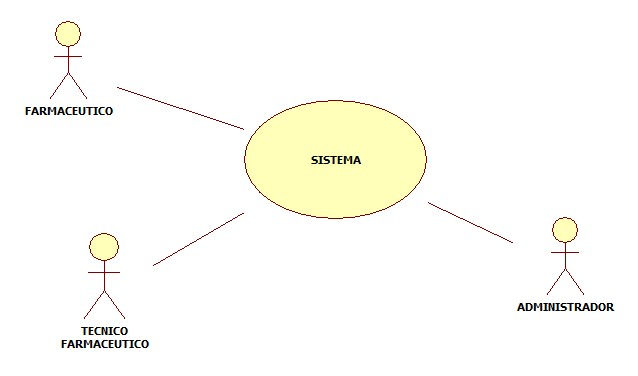 FARMACEUTICO
SISTEMA
ADMINISTRADOR
TECNICO
FARMACEUTICO